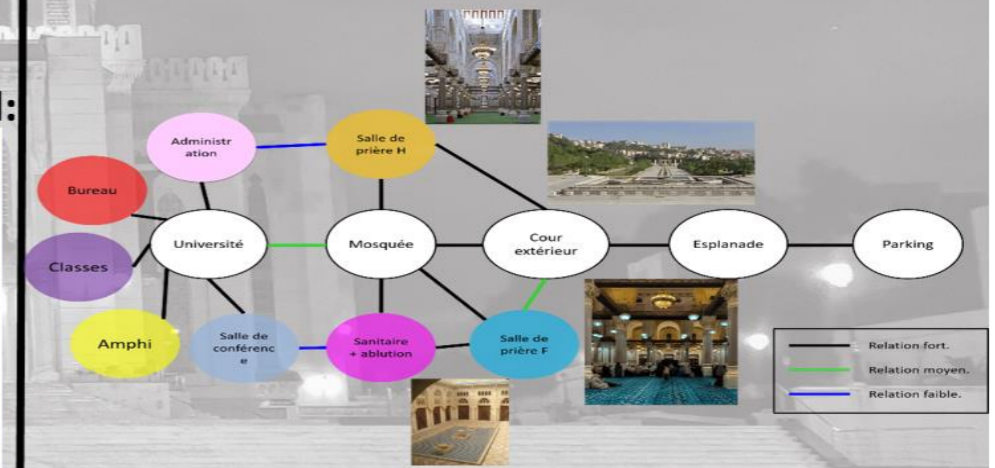 Administr
ation
Salle de
prière H
Bureau
Université
Mosquée
Cour
extérieur
Esplanade
Parking
Classes
Amphi
Salle de
conférenc
e
Sanitaire
+ ablution
Salle de
prière F
Relation fort.
Relation moyen.
Relation faible.